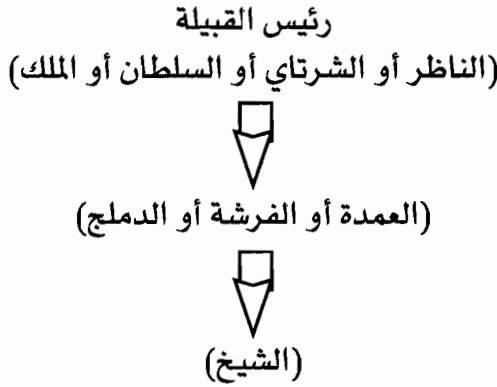 رئيس القبيلة
(الناظر أو الشرتاي أو السلطان أو الملك)
(العمدة أو الفرشة أو الدملج)
(الشيخ)